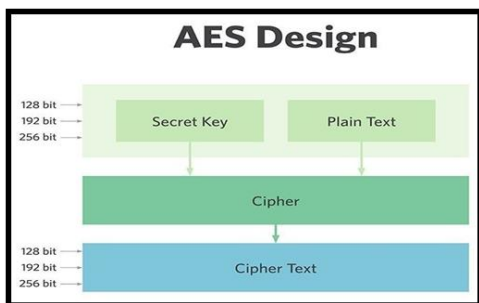 AES Design
128 bit
192 bit
256 bit
Secret Key
Plain Text
Cipher
128 bit
192 bit
256 bit
Cipher Text